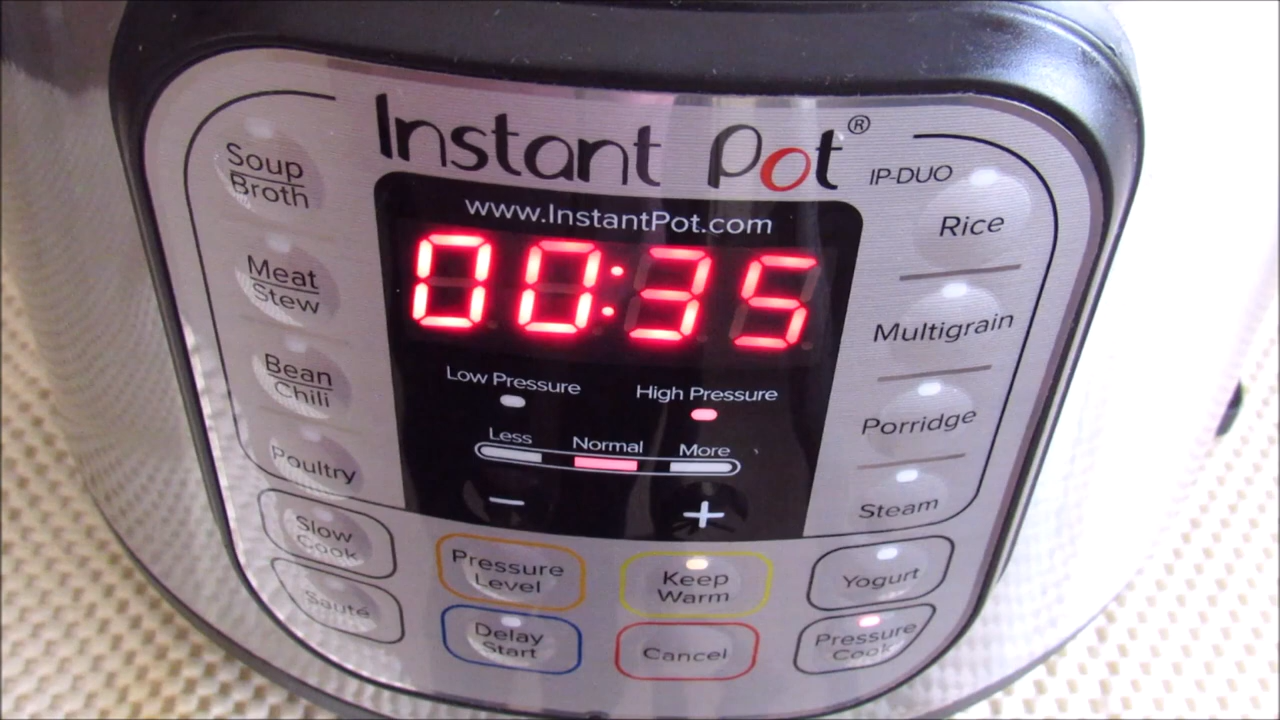 Instant Pot®
IP-DUO
www.InstantPot.com
00:35
Low Pressure
High Pressure
Less
Normal
More
−
+
Soup
Broth
Meat
Stew
Bean
Chili
Poultry
Slow
Cook
Sauté
Rice
Multigrain
Porridge
Steam
Pressure
Level
Keep
Warm
Yogurt
Delay
Start
Cancel
Pressure
Cook